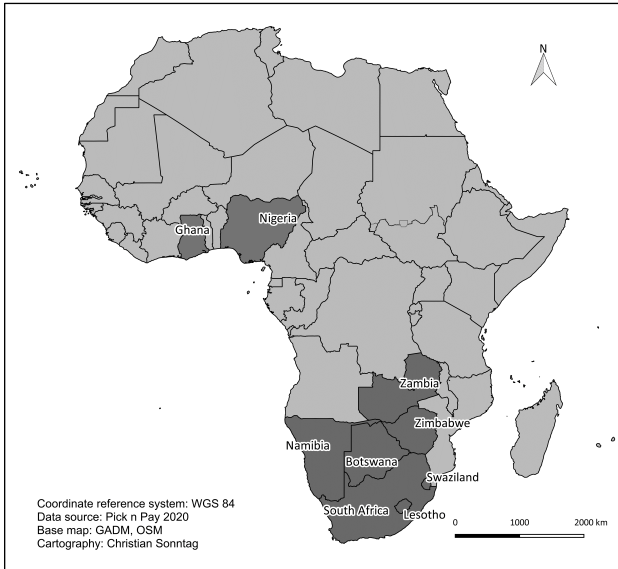 N
Nigeria
Ghana
Zambia
Zimbabwe
Namibia
Botswana
Swaziland
South Africa
Lesotho
Coordinate reference system: WGS 84
Data source: Pick n Pay 2020
Base map: GADM, OSM
Cartography: Christian Sonntag
0 1000 2000 km